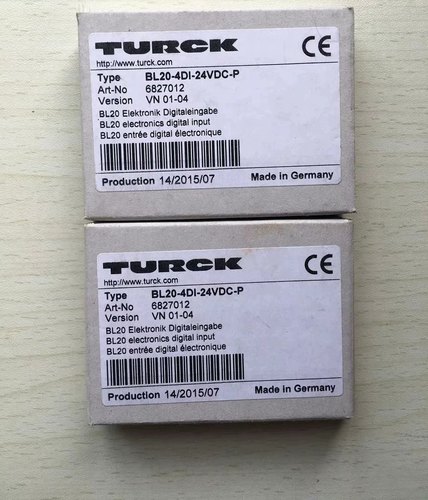 TURCK
CE
http://www.turck.com
Type BL20-4DI-24VDC-P
Art-No 6827012
Version VN 01-04
BL20 Elektronik Digitaleingabe
BL20 electronics digital input
BL20 entrée digital électronique
Production 14/2015/07 Made in Germany
TURCK
CE
http://www.turck.com
Type BL20-4DI-24VDC-P
Art-No 6827012
Version VN 01-04
BL20 Elektronik Digitaleingabe
BL20 electronics digital input
BL20 entrée digital électronique
Production 14/2015/07 Made in Germany